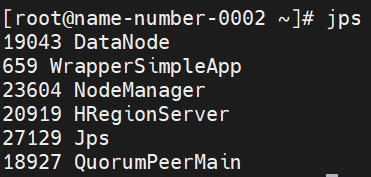 [root@name-number-0002 ~]# jps
19043 DataNode
659 WrapperSimpleApp
23604 NodeManager
20919 HRegionServer
27129 Jps
18927 QuorumPeerMain